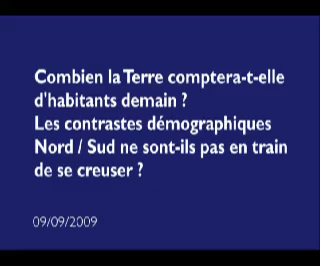 Combien la Terre comptera-t-elle
d'habitants demain ?
Les contrastes démographiques
Nord / Sud ne sont-ils pas en train
de se creuser ?
09/09/2009